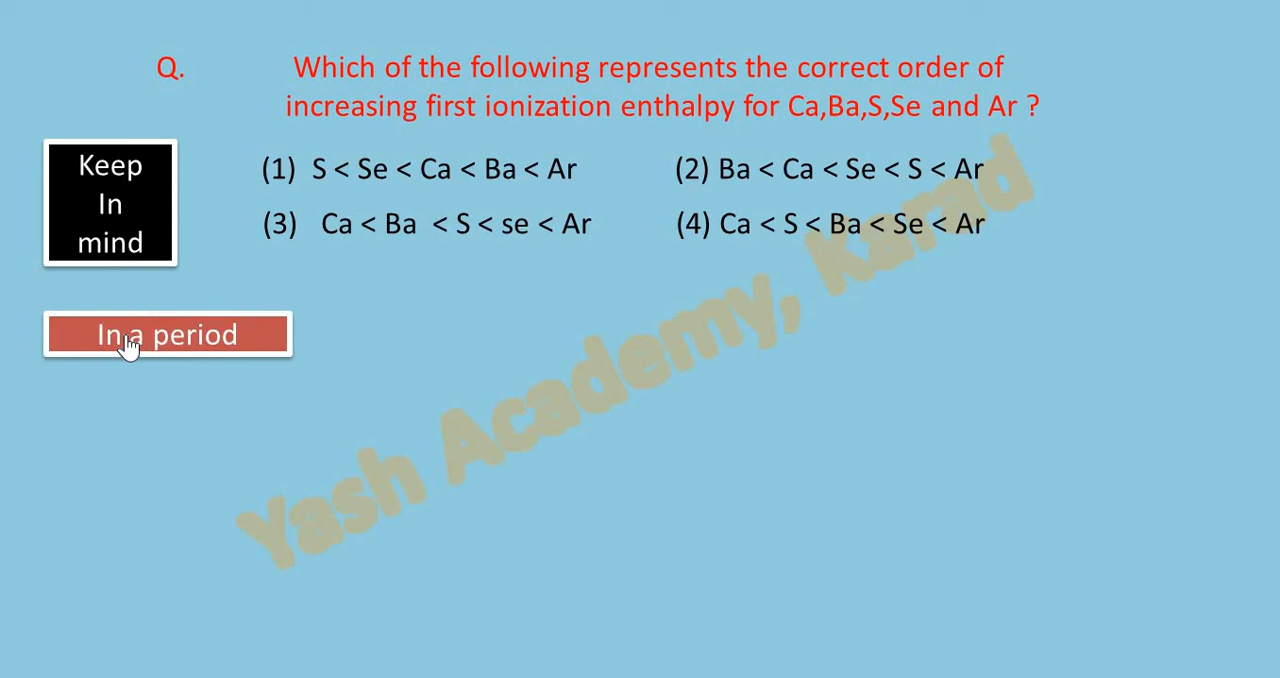 Q. Which of the following represents the correct order of
increasing first ionization enthalpy for Ca,Ba,S,Se and Ar ?
Keep
In
mind
(1) S < Se < Ca < Ba < Ar
(2) Ba < Ca < Se < S < Ar
(3) Ca < Ba < S < se < Ar
(4) Ca < S < Ba < Se < Ar
In a period
Yash Academy, Karad